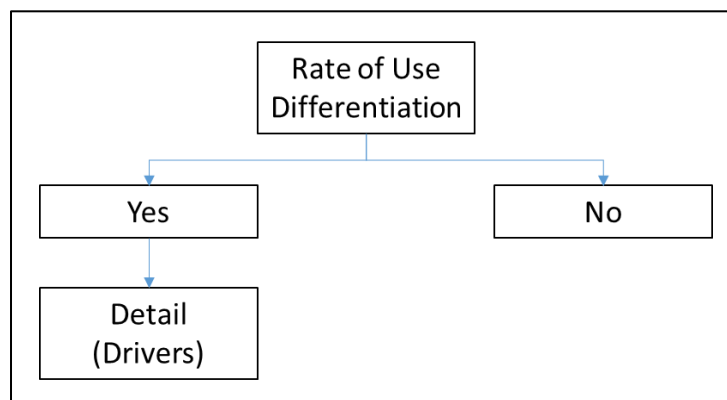 Rate of Use
Differentiation
Yes
No
Detail
(Drivers)